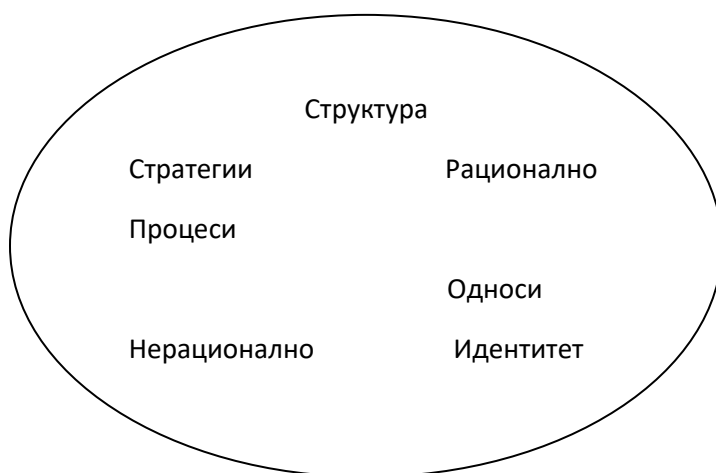 Структура
Стратегии Рационално
Процеси
Односи
Нерационално Идентитет